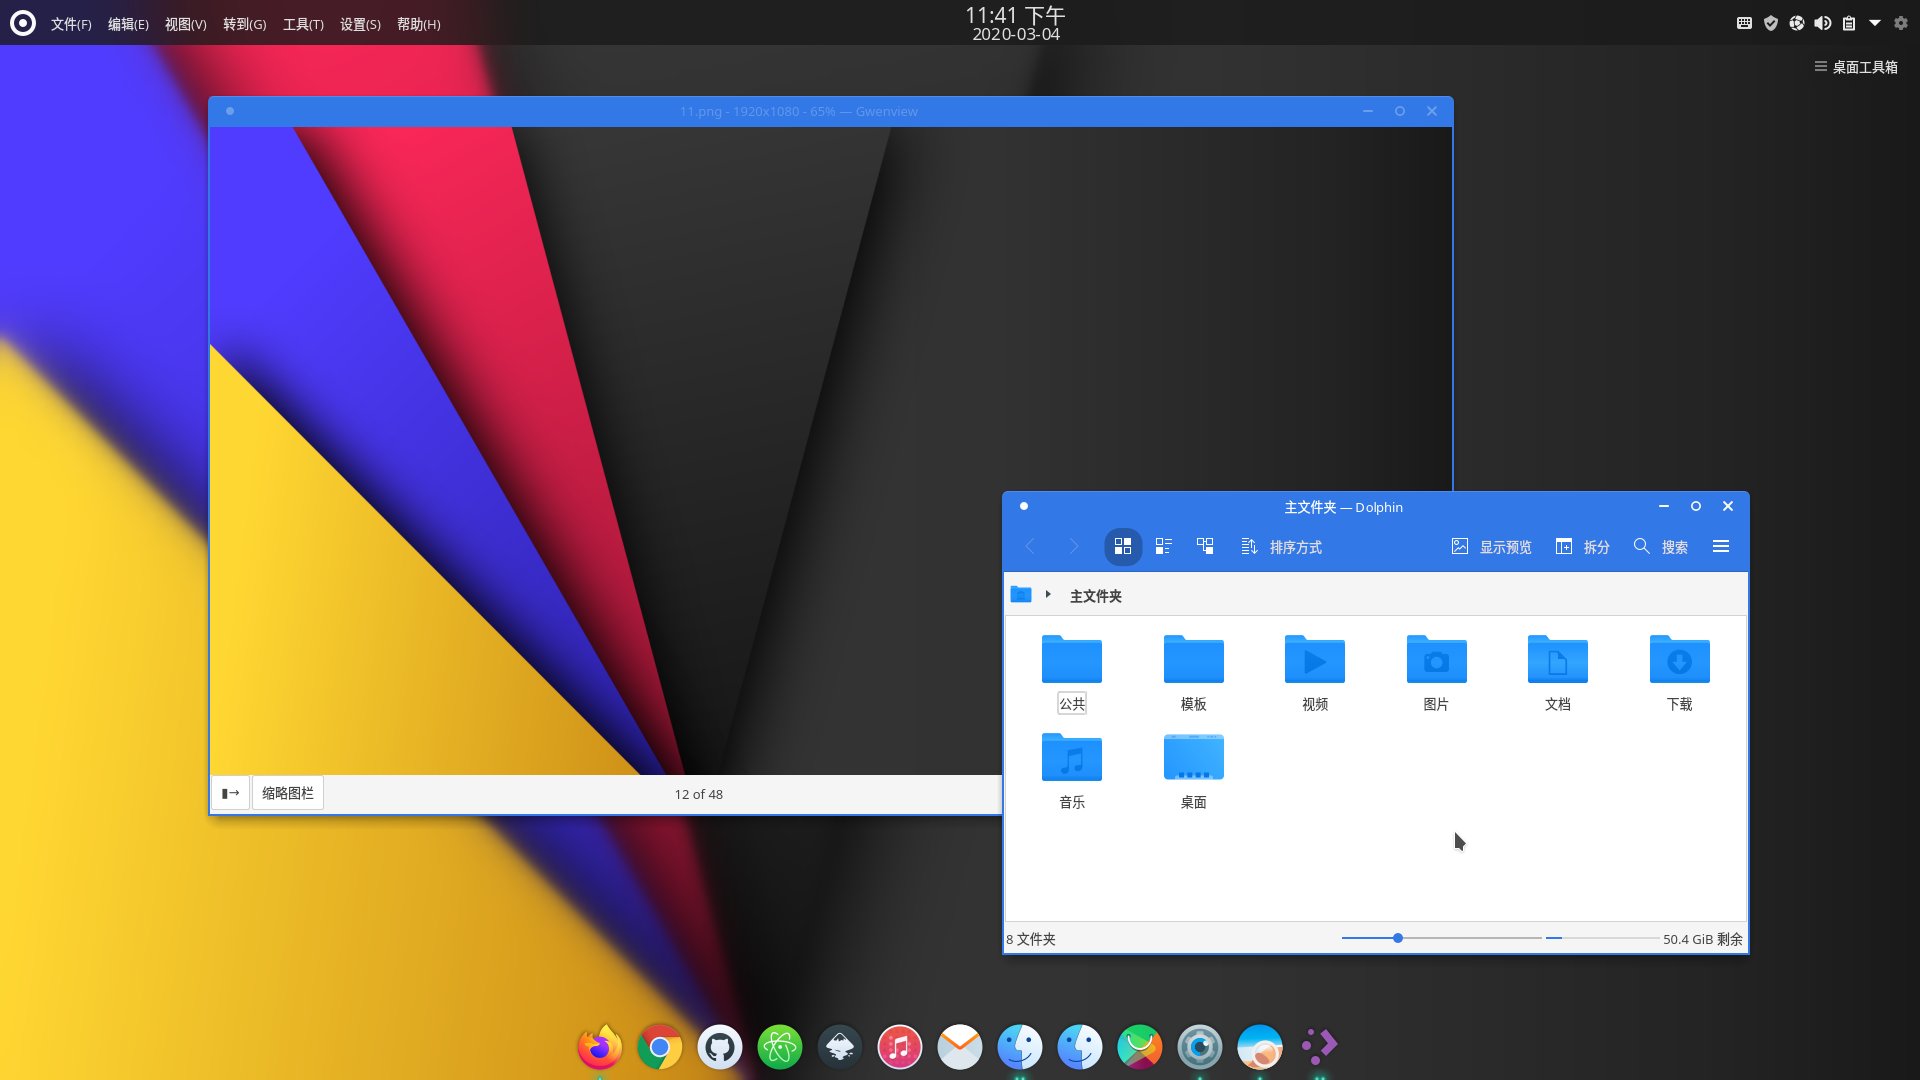 文件(F) 编辑(E) 视图(V) 转到(G) 工具(T) 设置(S) 帮助(H)
11:41 下午
2020-03-04
桌面工具箱
11.png - 1920x1080 - 65% — Gwenview
主文件夹 — Dolphin
排序方式 显示预览 拆分 搜索
主文件夹
公共 模板 视频 图片 文档 下载
音乐 桌面
缩略图栏 12 of 48
8 文件夹 50.4 GiB 剩余